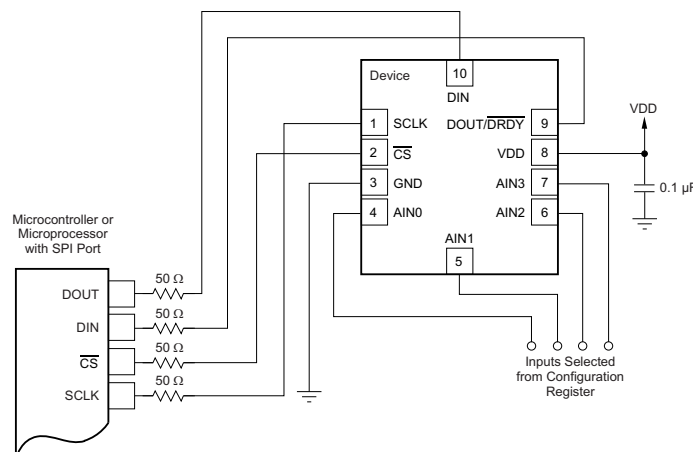 Device
10
DIN
1 SCLK
DOUT/DRDY 9
2 CS
VDD 8
3 GND
AIN3 7
4 AIN0
AIN2 6
AIN1
5
VDD
0.1 µF
Microcontroller or
Microprocessor
with SPI Port
DOUT
50 Ω
DIN
50 Ω
CS
50 Ω
SCLK
50 Ω
Inputs Selected
from Configuration
Register